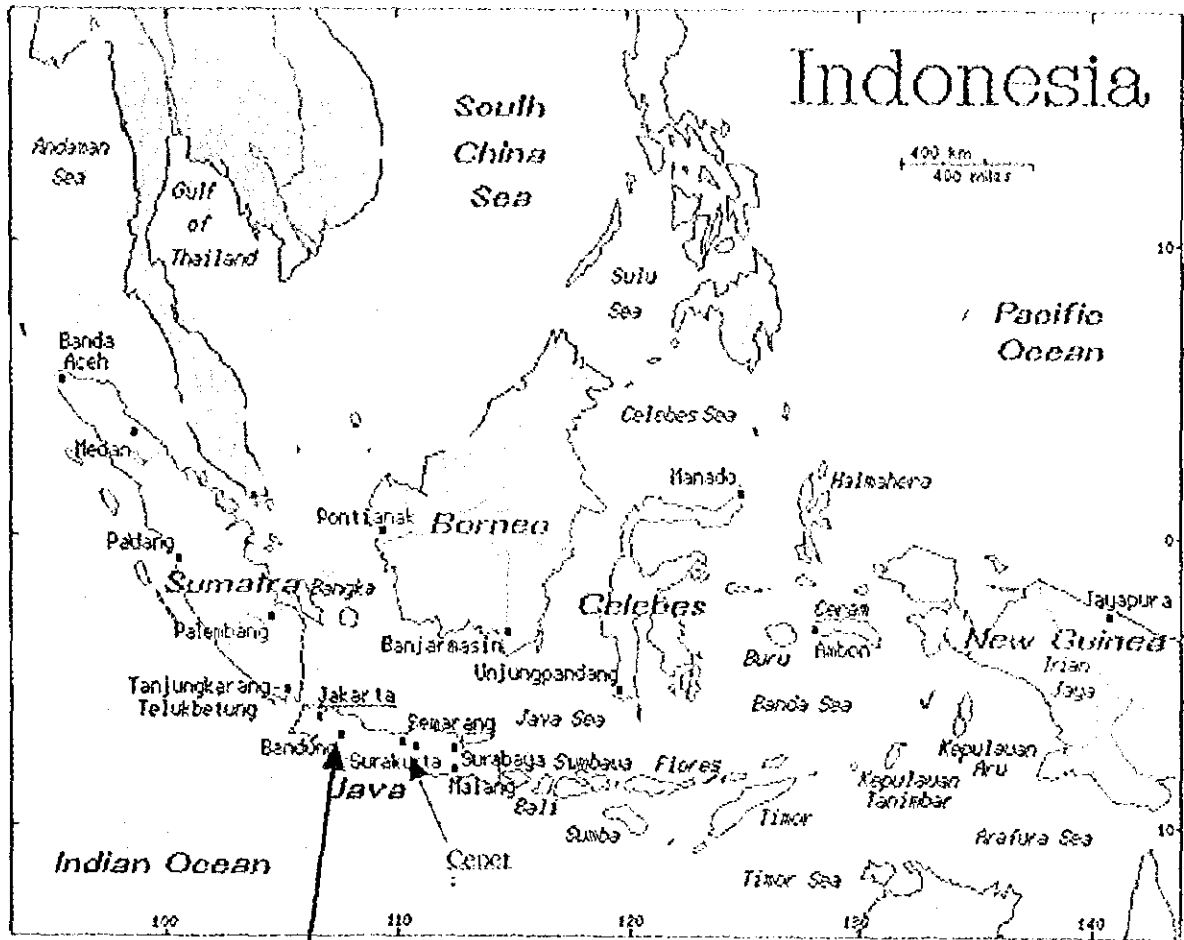 Indonesia
South
China
Sea
400 km
400 miles
Andaman
Sea
Gulf
of
Thailand
10
Sulu
Sea
Pacific
Ocean
Banda
Aceh
Celebes Sea
Medan
Manado
Halmahera
Pontianak
Borneo
0
Padang
Sumatra
Bangka
Celebes
Ceram
Jayapura
Palembang
Banjarmasin
Buru
Ambon
New Guinea
Unjungpandang
Irian
Jaya
Tanjungkarang
Telukbetung
Jakarta
Semarang
Java Sea
Banda Sea
Bandung
Surakarta
Surabaya
Sumbawa
Flores
Kepulauan
Aru
Java
Malang
Bali
Kepulauan
Tanimbar
Sumba
Timor
10
Arafura Sea
Indian Ocean
Timor Sea
100
110
120
130
140